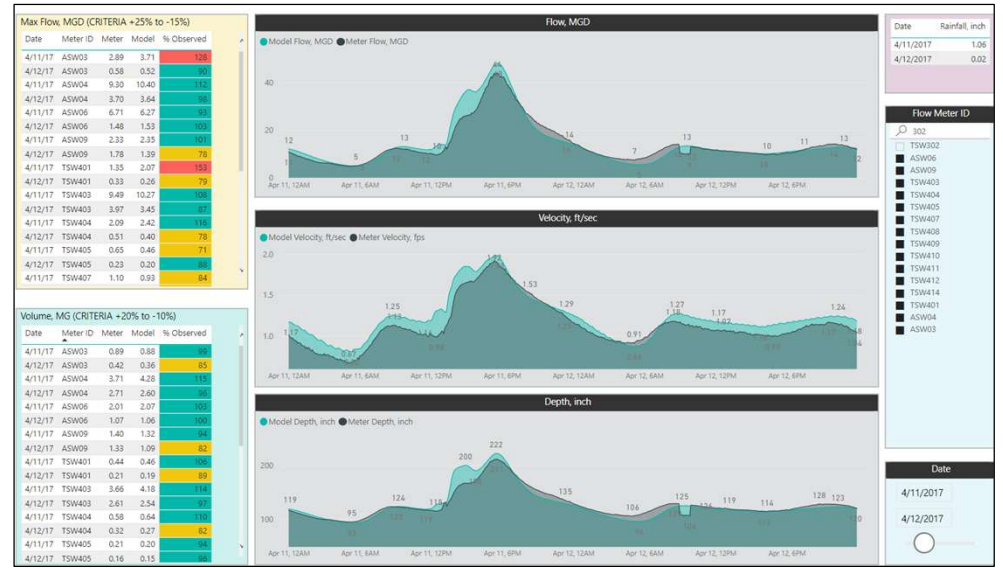 Max Flow, MGD (CRITERIA +25% to -15%)
Date Meter ID Meter Model % Observed
4/11/17 ASW03 2.89 3.71 128
4/12/17 ASW03 0.58 0.52 90
4/11/17 ASW04 9.30 10.40 112
4/12/17 ASW04 3.70 3.64 98
4/11/17 ASW06 6.71 6.27 93
4/12/17 ASW06 1.48 1.53 103
4/11/17 ASW09 2.33 2.35 101
4/12/17 ASW09 1.78 1.39 78
4/11/17 TSW401 1.35 2.07 153
4/12/17 TSW401 0.33 0.26 79
4/11/17 TSW403 9.49 10.27 108
4/12/17 TSW403 3.97 3.45 87
4/11/17 TSW404 2.09 2.42 116
4/12/17 TSW404 0.51 0.40 78
4/11/17 TSW405 0.65 0.46 71
4/12/17 TSW405 0.23 0.20 88
4/11/17 TSW407 1.10 0.93 84
Volume, MG (CRITERIA +20% to -10%)
Date Meter ID Meter Model % Observed
4/11/17 ASW03 0.89 0.88 99
4/12/17 ASW03 0.42 0.36 85
4/11/17 ASW04 3.71 4.28 115
4/12/17 ASW04 2.71 2.60 96
4/11/17 ASW06 2.01 2.07 103
4/12/17 ASW06 1.07 1.06 100
4/11/17 ASW09 1.40 1.32 94
4/12/17 ASW09 1.33 1.09 82
4/11/17 TSW401 0.44 0.46 106
4/12/17 TSW401 0.21 0.19 89
4/11/17 TSW403 3.66 4.18 114
4/12/17 TSW403 2.61 2.54 97
4/11/17 TSW404 0.58 0.64 110
4/12/17 TSW404 0.32 0.27 82
4/11/17 TSW405 0.21 0.20 94
4/12/17 TSW405 0.16 0.15 96
Flow, MGD
Model Flow, MGD Meter Flow, MGD
40
20
0
12 5 13 10 14 7 13 10 11 13
Apr 11, 12AM Apr 11, 6AM Apr 11, 12PM Apr 11, 6PM Apr 12, 12AM Apr 12, 6AM Apr 12, 12PM Apr 12, 6PM
Velocity, ft/sec
Model Velocity, ft/sec Meter Velocity, fps
2.0
1.5
1.0
1.17 1.25 1.13 1.53 1.29 0.91 1.27 1.18 1.17 1.07 1.24
Apr 11, 12AM Apr 11, 6AM Apr 11, 12PM Apr 11, 6PM Apr 12, 12AM Apr 12, 6AM Apr 12, 12PM Apr 12, 6PM
Depth, inch
Model Depth, inch Meter Depth, inch
200
100
119 95 124 118 200 222 135 106 125 119 114 128 123
Apr 11, 12AM Apr 11, 6AM Apr 11, 12PM Apr 11, 6PM Apr 12, 12AM Apr 12, 6AM Apr 12, 12PM Apr 12, 6PM
Date Rainfall, inch
4/11/2017 1.06
4/12/2017 0.02
Flow Meter ID
302
TSW302
ASW06
ASW09
TSW403
TSW404
TSW405
TSW407
TSW408
TSW409
TSW410
TSW411
TSW412
TSW414
TSW401
ASW04
ASW03
Date
4/11/2017
4/12/2017